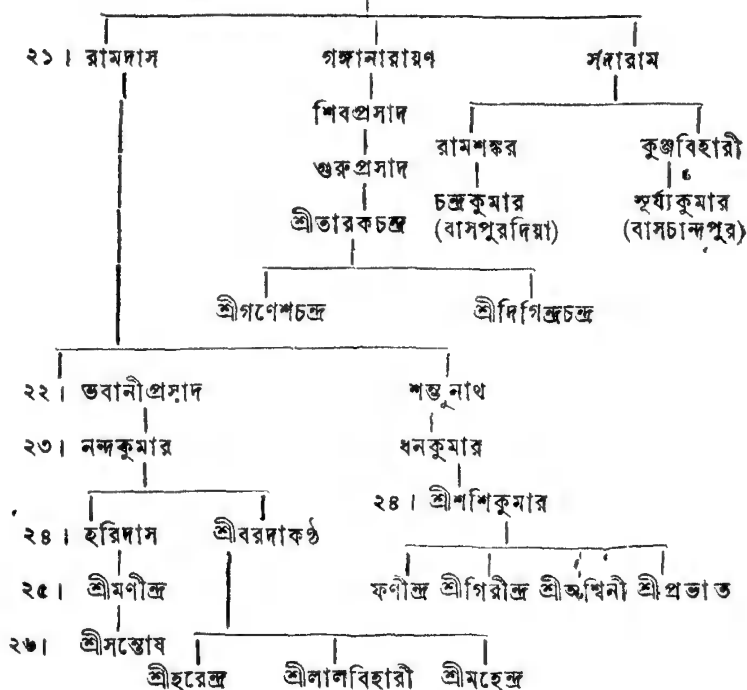 ২১। রামদাস গঙ্গানারায়ণ সদারাম
শিবপ্রসাদ
রামশঙ্কর কুঞ্জবিহারী
গুরুপ্রসাদ
চন্দ্রকুমার সূর্য্যকুমার
শ্রীতারকচন্দ্র (বাসপুরদিয়া) (বাসচান্দপুর)
শ্রীগণেশচন্দ্র শ্রীদিগিন্দ্রচন্দ্র
২২। ভবানীপ্রসাদ শম্ভুনাথ
২৩। নন্দকুমার ধনকুমার
২৪। শ্রীশশিকুমার
২৪। হরিদাস শ্রীবরদাকণ্ঠ
২৫। শ্রীমণীন্দ্র ফণীন্দ্র শ্রীগিরীন্দ্র শ্রীঅশ্বিনী শ্রীপ্রভাত
২৬। শ্রীসন্তোষ
শ্রীহরেন্দ্র শ্রীলালবিহারী শ্রীমহেন্দ্র